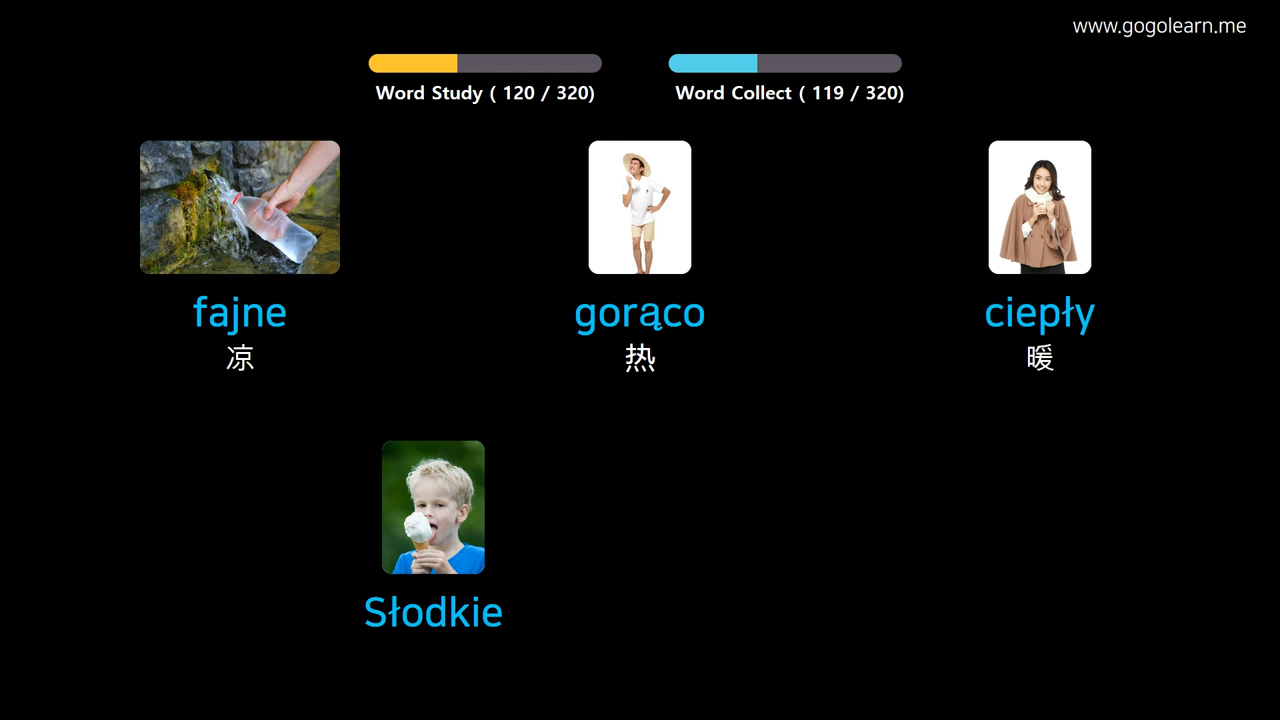 www.gogolearn.me
Word Study ( 120 / 320)
Word Collect ( 119 / 320)
fajne
凉
gorąco
热
ciepły
暖
Słodkie